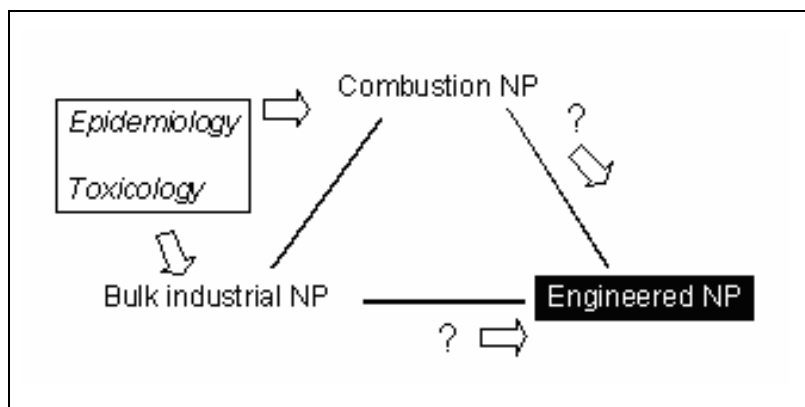 Combustion NP
Epidemiology
Toxicology
?
Bulk industrial NP
Engineered NP
?